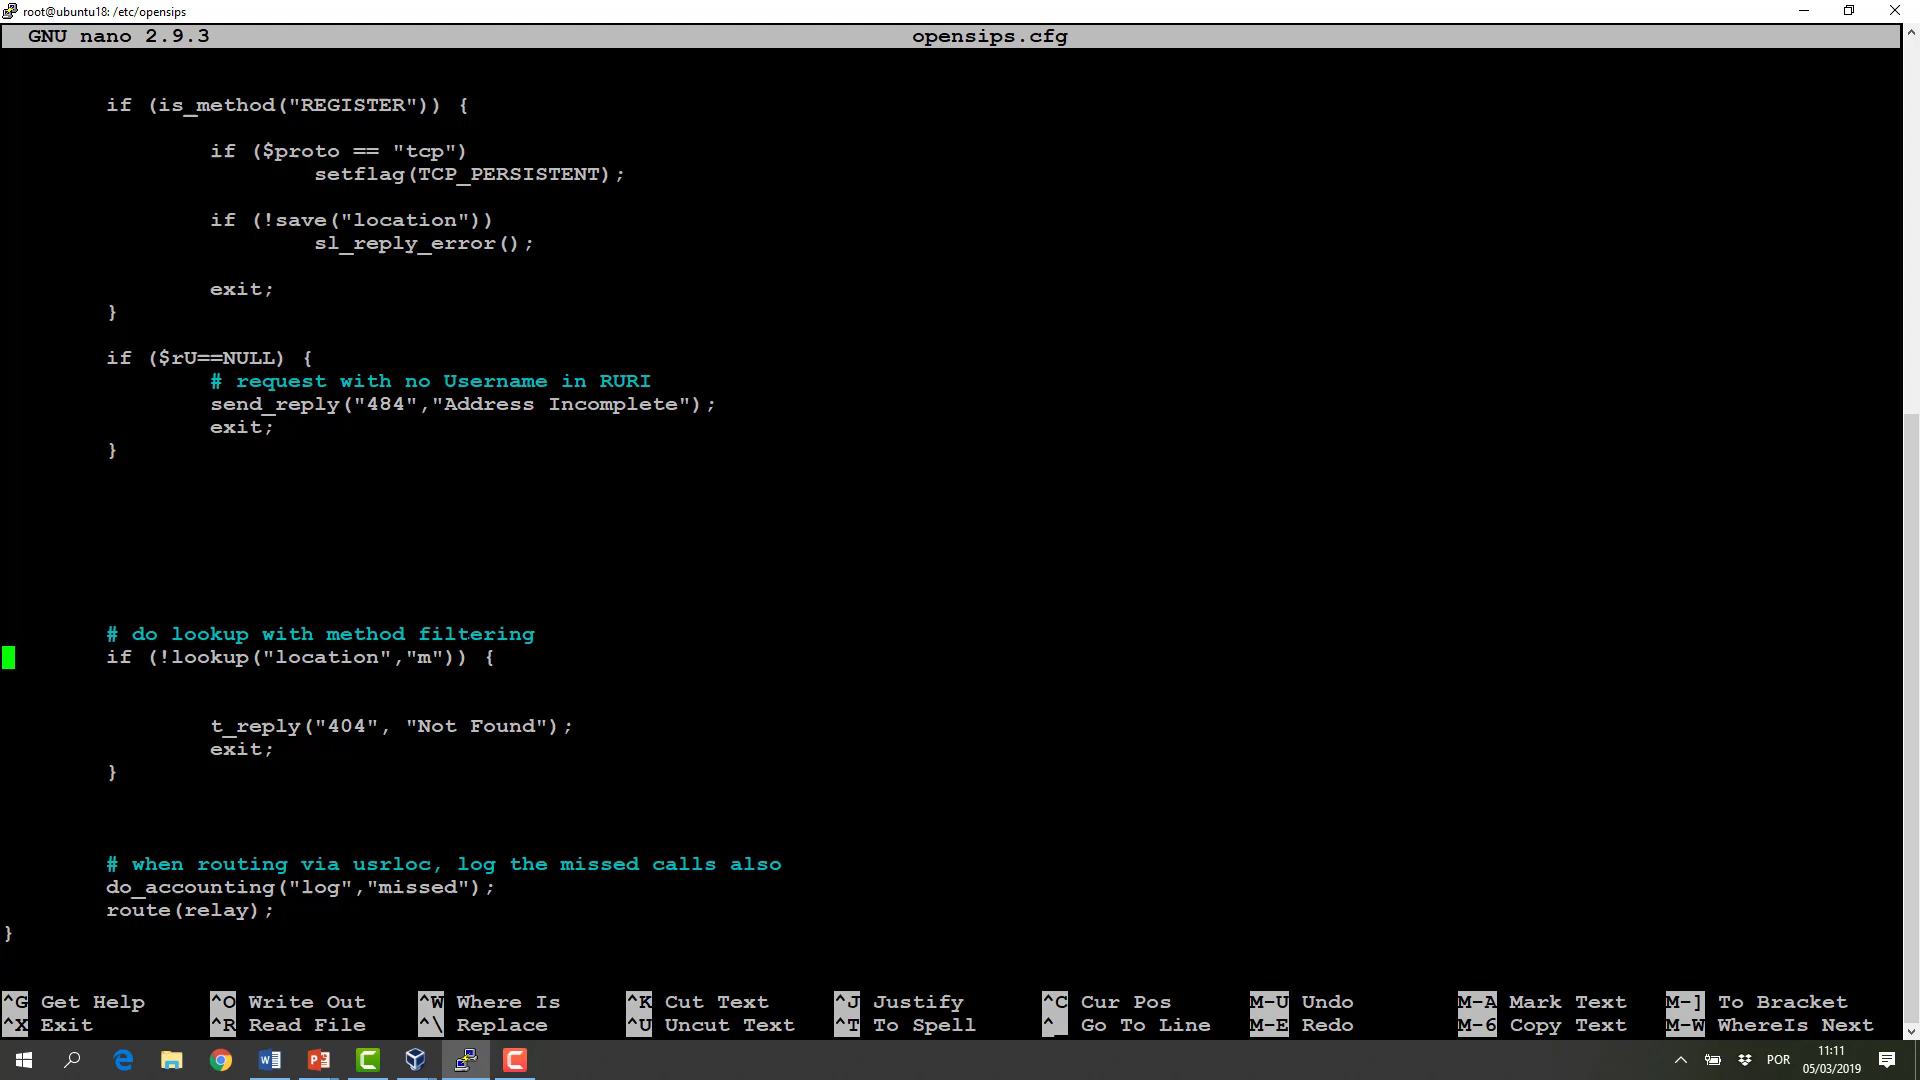 root@ubuntu18: /etc/opensips
GNU nano 2.9.3 opensips.cfg
if (is_method("REGISTER")) {
if ($proto == "tcp")
setflag(TCP_PERSISTENT);
if (!save("location"))
sl_reply_error();
exit;
}
if ($rU==NULL) {
# request with no Username in RURI
send_reply("484","Address Incomplete");
exit;
}
# do lookup with method filtering
if (!lookup("location","m")) {
t_reply("404", "Not Found");
exit;
}
# when routing via usrloc, log the missed calls also
do_accounting("log","missed");
route(relay);
}
^G Get Help ^O Write Out ^W Where Is ^K Cut Text ^J Justify ^C Cur Pos M-U Undo M-A Mark Text M-] To Bracket
^X Exit ^R Read File ^\ Replace ^U Uncut Text ^T To Spell ^_ Go To Line M-E Redo M-6 Copy Text M-W WhereIs Next
POR 11:11
05/03/2019